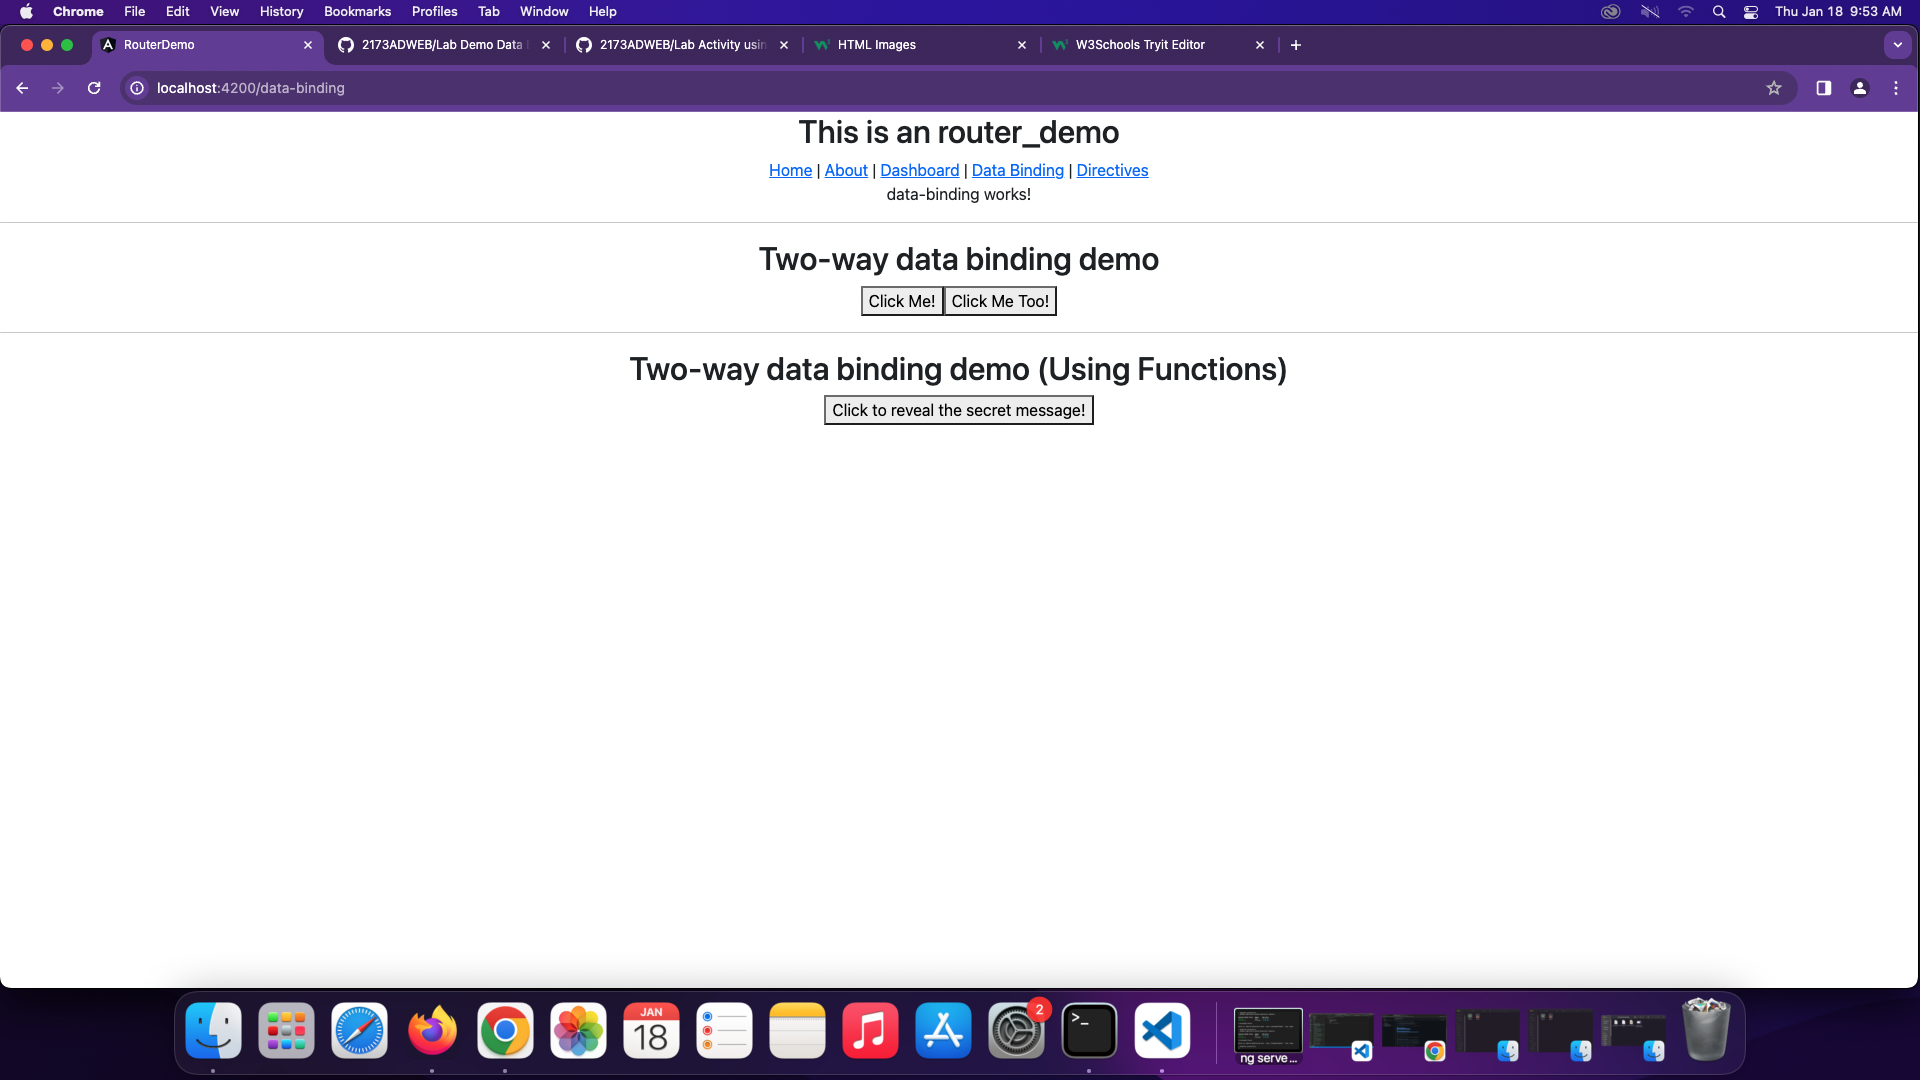 Chrome File Edit View History Bookmarks Profiles Tab Window Help Thu Jan 18 9:53 AM
RouterDemo 2173ADWEB/Lab Demo Data 2173ADWEB/Lab Activity usin HTML Images W3Schools Tryit Editor
localhost:4200/data-binding
This is an router_demo
Home | About | Dashboard | Data Binding | Directives
data-binding works!
Two-way data binding demo
Click Me! Click Me Too!
Two-way data binding demo (Using Functions)
Click to reveal the secret message!
JAN
18
2
>_
ng serve ...